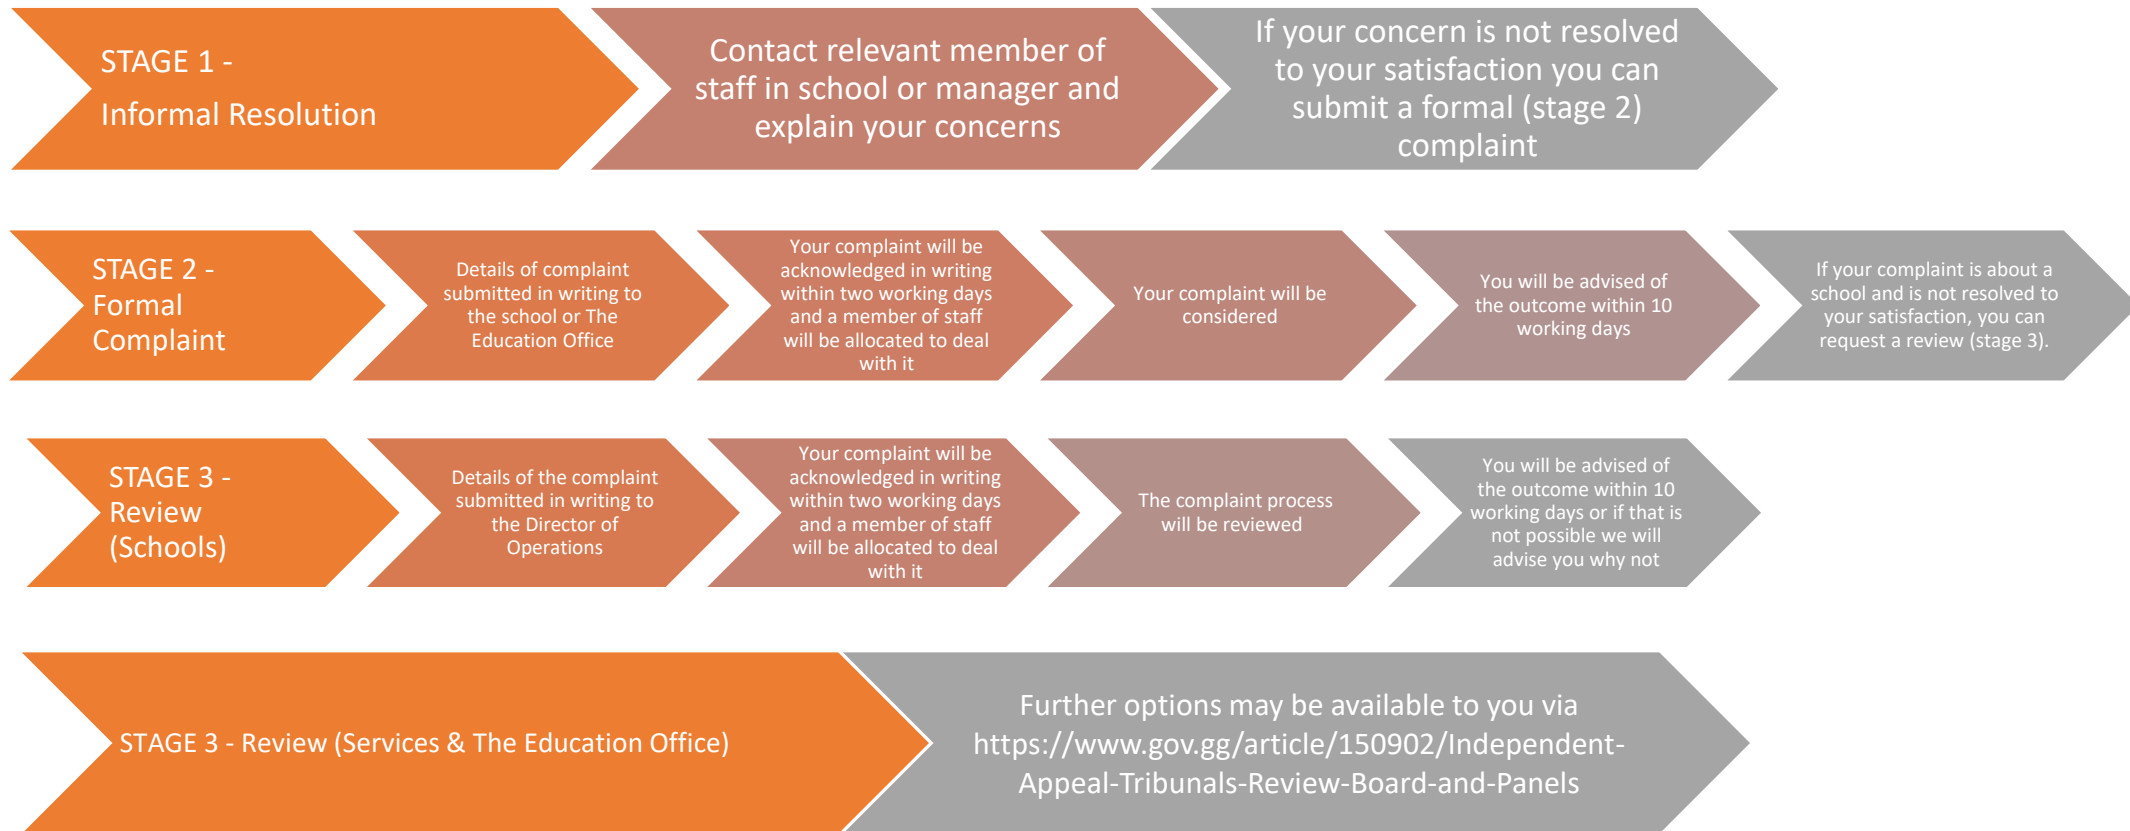 STAGE 1 -
Informal Resolution
Contact relevant member of
staff in school or manager and
explain your concerns
If your concern is not resolved
to your satisfaction you can
submit a formal (stage 2)
complaint
STAGE 2 -
Formal
Complaint
Details of complaint
submitted in writing to
the school or The
Education Office
Your complaint will be
acknowledged in writing
within two working days
and a member of staff
will be allocated to deal
with it
Your complaint will be
considered
You will be advised of
the outcome within 10
working days
If your complaint is about a
school and is not resolved to
your satisfaction, you can
request a review (stage 3).
STAGE 3 -
Review
(Schools)
Details of the complaint
submitted in writing to
the Director of
Operations
Your complaint will be
acknowledged in writing
within two working days
and a member of staff
will be allocated to deal
with it
The complaint process
will be reviewed
You will be advised of
the outcome within 10
working days or if that is
not possible we will
advise you why not
STAGE 3 - Review (Services & The Education Office)
Further options may be available to you via
https://www.gov.gg/article/150902/Independent-
Appeal-Tribunals-Review-Board-and-Panels